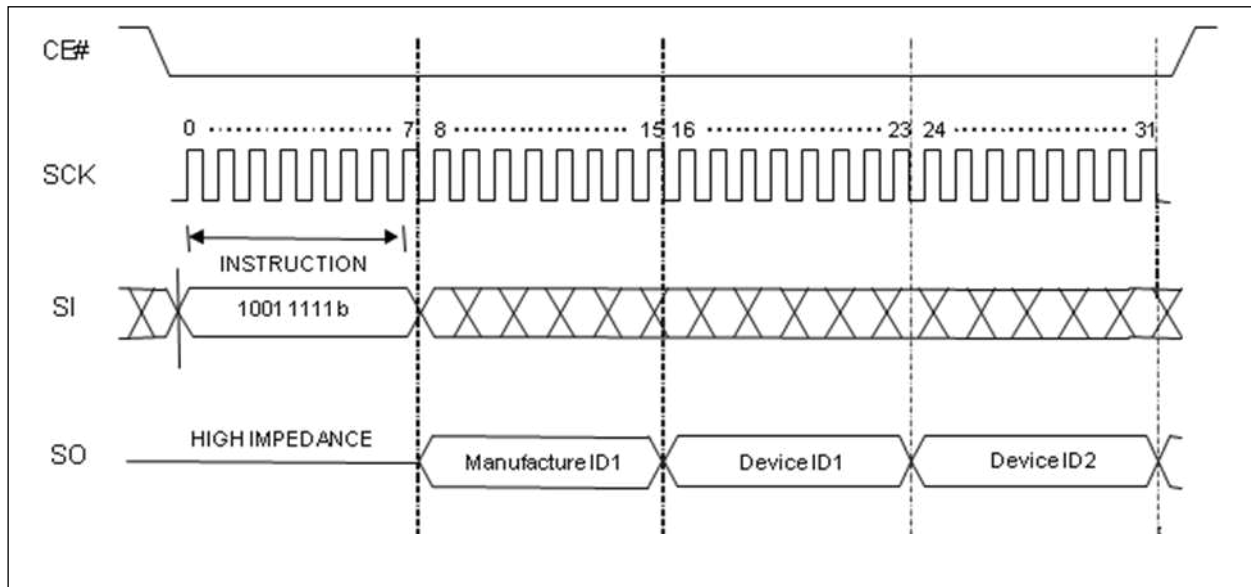 CE#
0 ............... 7 8 ............... 15 16 ............... 23 24 ............... 31
SCK
INSTRUCTION
SI 1001 1111b
HIGH IMPEDANCE
SO Manufacture ID1 Device ID1 Device ID2